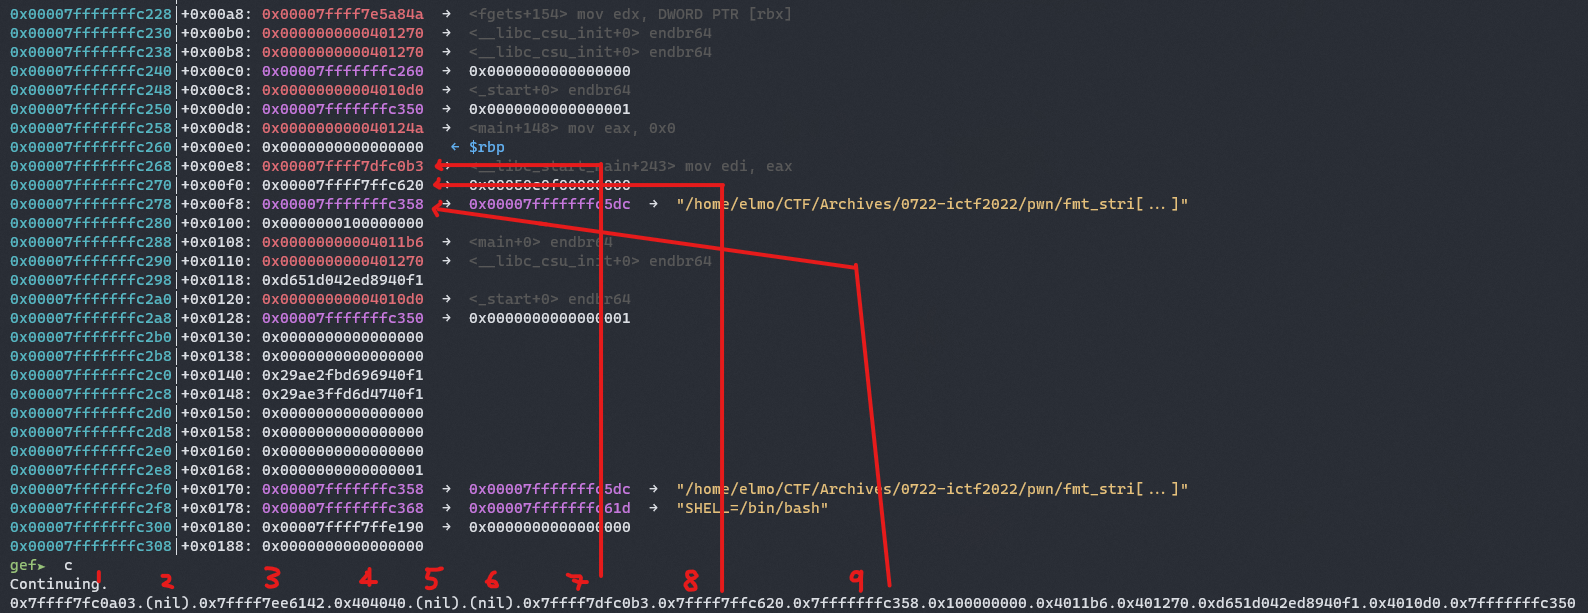 0x00007fffffffc228│+0x00a8: 0x00007ffff7e5a84a → <fgets+154> mov edx, DWORD PTR [rbx]
0x00007fffffffc230│+0x00b0: 0x0000000000401270 → <__libc_csu_init+0> endbr64
0x00007fffffffc238│+0x00b8: 0x0000000000401270 → <__libc_csu_init+0> endbr64
0x00007fffffffc240│+0x00c0: 0x00007fffffffc260 → 0x0000000000000000
0x00007fffffffc248│+0x00c8: 0x00000000004010d0 → <_start+0> endbr64
0x00007fffffffc250│+0x00d0: 0x00007fffffffc350 → 0x0000000000000001
0x00007fffffffc258│+0x00d8: 0x000000000040124a → <main+148> mov eax, 0x0
0x00007fffffffc260│+0x00e0: 0x0000000000000000 ← $rbp
0x00007fffffffc268│+0x00e8: 0x00007ffff7dfc0b3 → <__libc_start_main+243> mov edi, eax
0x00007fffffffc270│+0x00f0: 0x00007ffff7ffc620 →
0x00007fffffffc278│+0x00f8: 0x00007fffffffc358 → 0x00007fffffffc5dc → "/home/elmo/CTF/Archives/0722-ictf2022/pwn/fmt_stri[...]"
0x00007fffffffc280│+0x0100: 0x0000000100000000
0x00007fffffffc288│+0x0108: 0x00000000004011b6 → <main+0> endbr64
0x00007fffffffc290│+0x0110: 0x0000000000401270 → <__libc_csu_init+0> endbr64
0x00007fffffffc298│+0x0118: 0xd651d042ed8940f1
0x00007fffffffc2a0│+0x0120: 0x00000000004010d0 → <_start+0> endbr64
0x00007fffffffc2a8│+0x0128: 0x00007fffffffc350 → 0x0000000000000001
0x00007fffffffc2b0│+0x0130: 0x0000000000000000
0x00007fffffffc2b8│+0x0138: 0x0000000000000000
0x00007fffffffc2c0│+0x0140: 0x29ae2fbd696940f1
0x00007fffffffc2c8│+0x0148: 0x29ae3ffd6d4740f1
0x00007fffffffc2d0│+0x0150: 0x0000000000000000
0x00007fffffffc2d8│+0x0158: 0x0000000000000000
0x00007fffffffc2e0│+0x0160: 0x0000000000000000
0x00007fffffffc2e8│+0x0168: 0x0000000000000001
0x00007fffffffc2f0│+0x0170: 0x00007fffffffc358 → 0x00007fffffffc5dc → "/home/elmo/CTF/Archives/0722-ictf2022/pwn/fmt_stri[...]"
0x00007fffffffc2f8│+0x0178: 0x00007fffffffc368 → 0x00007fffffffc61d → "SHELL=/bin/bash"
0x00007fffffffc300│+0x0180: 0x00007ffff7ffe190 → 0x0000000000000000
0x00007fffffffc308│+0x0188: 0x0000000000000000
gef➤ c
1 2 3 4 5 6 7 8 9
Continuing.
0x7ffff7fc0a03.(nil).0x7ffff7ee6142.0x404040.(nil).(nil).0x7ffff7dfc0b3.0x7ffff7ffc620.0x7fffffffc358.0x100000000.0x4011b6.0x401270.0xd651d042ed8940f1.0x4010d0.0x7fffffffc350